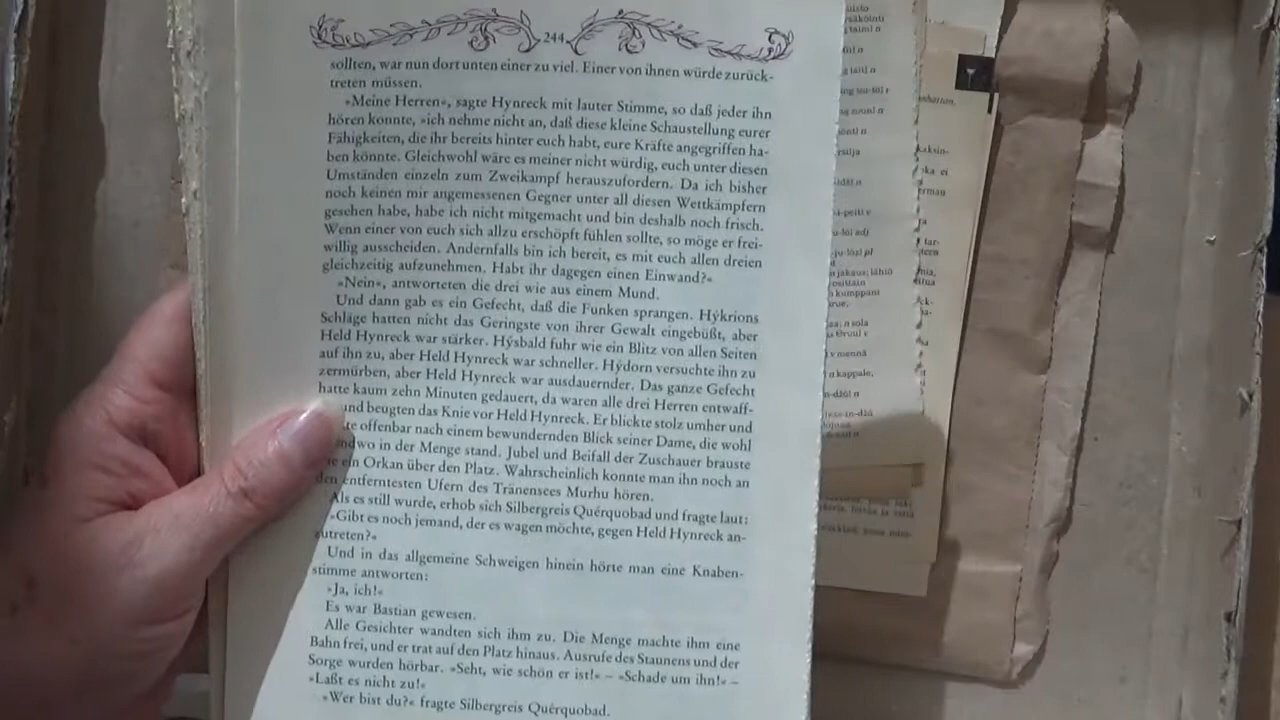 244
sollten, war nun dort unten einer zu viel. Einer von ihnen würde zurück-
treten müssen.
»Meine Herren«, sagte Hynreck mit lauter Stimme, so daß jeder ihn
hören konnte, »ich nehme nicht an, daß diese kleine Schaustellung eurer
Fähigkeiten, die ihr bereits hinter euch habt, eure Kräfte angegriffen ha-
ben könnte. Gleichwohl wäre es meiner nicht würdig, euch unter diesen
Umständen einzeln zum Zweikampf herauszufordern. Da ich bisher
noch keinen mir angemessenen Gegner unter all diesen Wettkämpfern
gesehen habe, habe ich nicht mitgemacht und bin deshalb noch frisch.
Wenn einer von euch sich allzu erschöpft fühlen sollte, so möge er frei-
willig ausscheiden. Andernfalls bin ich bereit, es mit euch allen dreien
gleichzeitig aufzunehmen. Habt ihr dagegen einen Einwand?«
»Nein«, antworteten die drei wie aus einem Mund.
Und dann gab es ein Gefecht, daß die Funken sprangen. Hýkrions
Schläge hatten nicht das Geringste von ihrer Gewalt eingebüßt, aber
Held Hynreck war stärker. Hýsbald fuhr wie ein Blitz von allen Seiten
auf ihn zu, aber Held Hynreck war schneller. Hýdorn versuchte ihn zu
zermürben, aber Held Hynreck war ausdauernder. Das ganze Gefecht
hatte kaum zehn Minuten gedauert, da waren alle drei Herren entwaff-
und beugten das Knie vor Held Hynreck. Er blickte stolz umher und
te offenbar nach einem bewundernden Blick seiner Dame, die wohl
ndwo in der Menge stand. Jubel und Beifall der Zuschauer brauste
ein Orkan über den Platz. Wahrscheinlich konnte man ihn noch an
den entferntesten Ufern des Tränensees Murhu hören.
Als es still wurde, erhob sich Silbergreis Quérquobad und fragte laut:
»Gibt es noch jemand, der es wagen möchte, gegen Held Hynreck an-
zutreten?«
Und in das allgemeine Schweigen hinein hörte man eine Knaben-
stimme antworten:
»Ja, ich!«
Es war Bastian gewesen.
Alle Gesichter wandten sich ihm zu. Die Menge machte ihm eine
Bahn frei, und er trat auf den Platz hinaus. Ausrufe des Staunens und der
Sorge wurden hörbar. »Seht, wie schön er ist!« – »Schade um ihn!« –
»Laßt es nicht zu!«
»Wer bist du?« fragte Silbergreis Quérquobad.